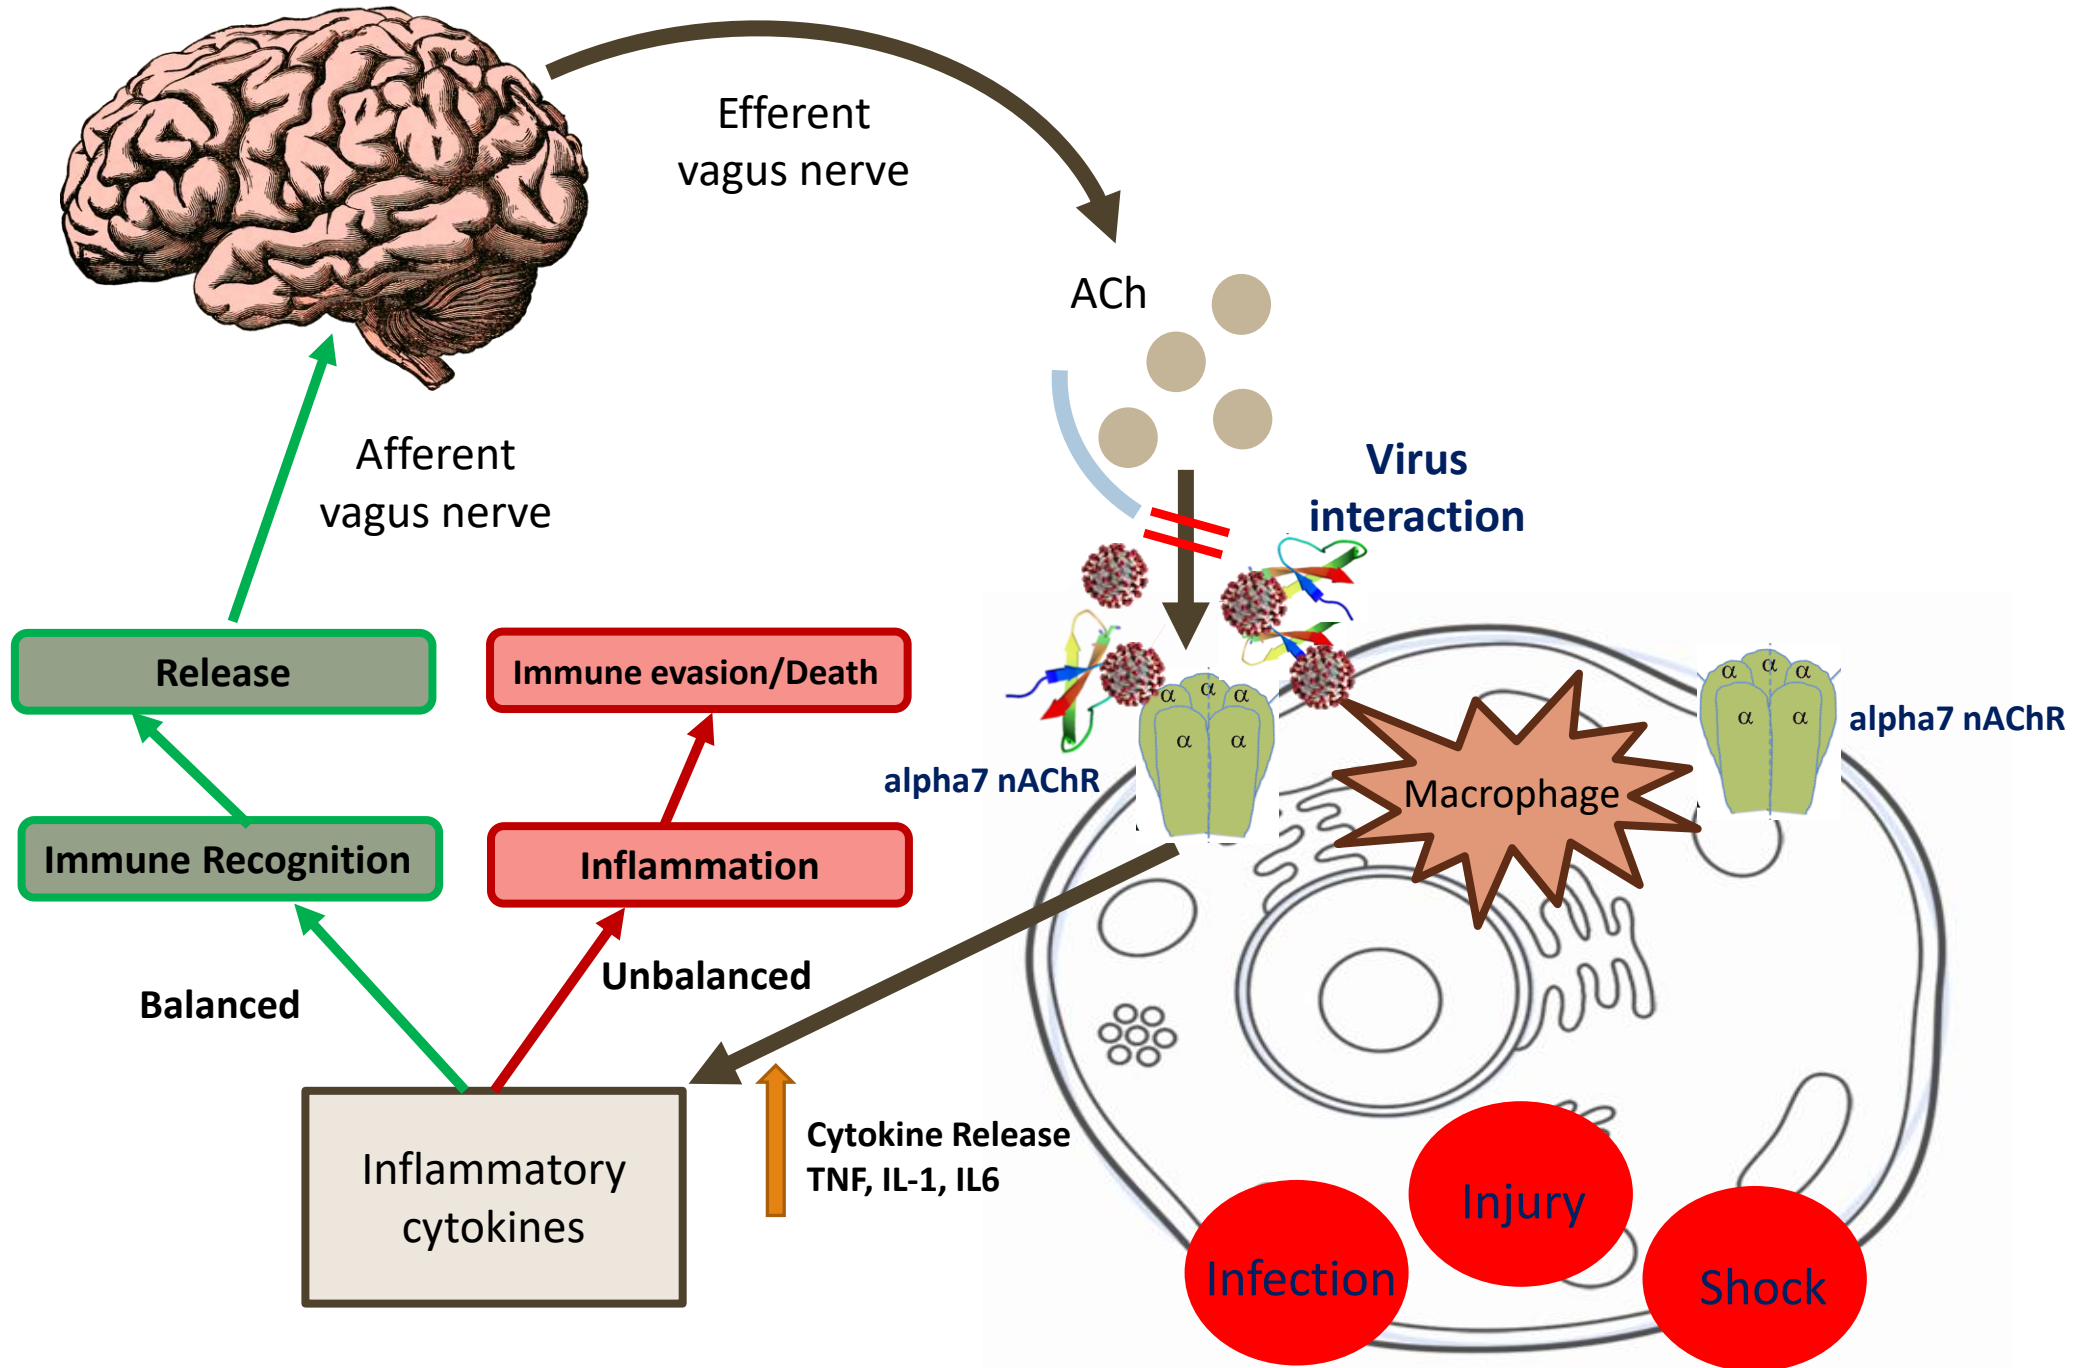 Efferent
vagus nerve
ACh
Afferent
vagus nerve
Virus
interaction
Release
Immune evasion/Death
α
α
α
α
α
alpha7 nAChR
α
α
α
α
α
alpha7 nAChR
Macrophage
Immune Recognition
Inflammation
Balanced
Unbalanced
Inflammatory
cytokines
Cytokine Release
TNF, IL-1, IL6
Infection
Injury
Shock